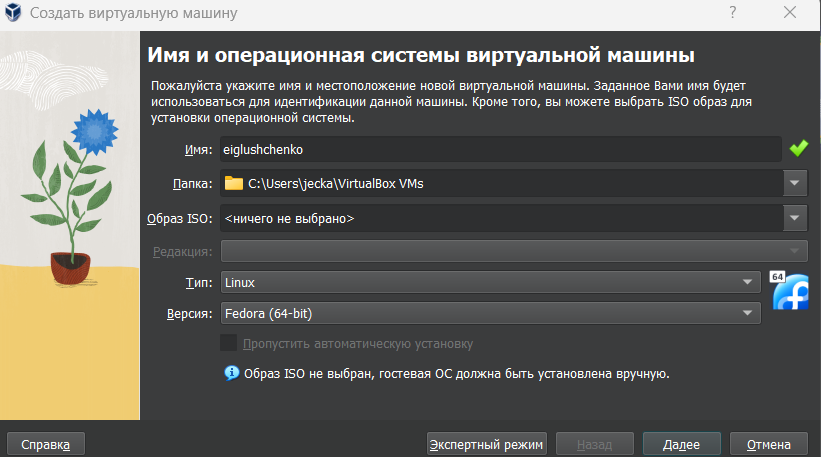 Создать виртуальную машину
?
Имя и операционная системы виртуальной машины
Пожалуйста укажите имя и местоположение новой виртуальной машины. Заданное Вами имя будет
использоваться для идентификации данной машины. Кроме того, вы можете выбрать ISO образ для
установки операционной системы.
Имя: eiglushchenko
Папка: C:\Users\jecka\VirtualBox VMs
Образ ISO: <ничего не выбрано>
Редакция:
Тип: Linux
64
Версия: Fedora (64-bit)
Пропустить автоматическую установку
Образ ISO не выбран, гостевая ОС должна быть установлена вручную.
Справка Экспертный режим Назад Далее Отмена